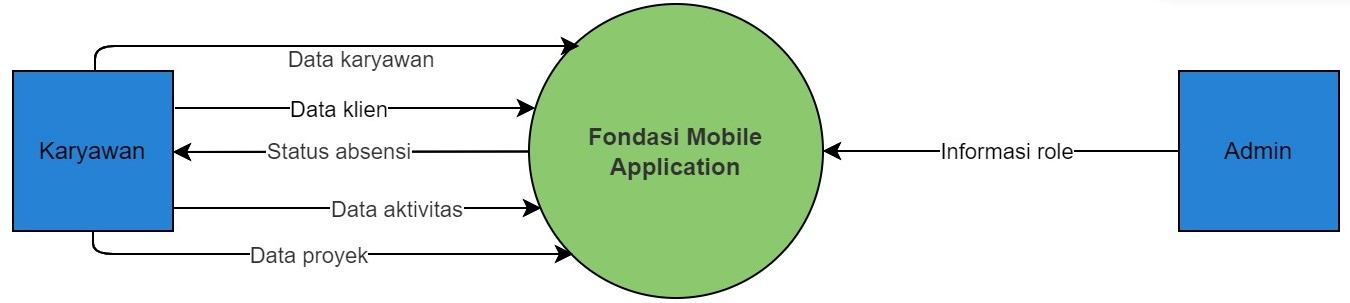 Data karyawan
Data klien
Karyawan
Status absensi
Data aktivitas
Data proyek
Fondasi Mobile
Application
Informasi role
Admin